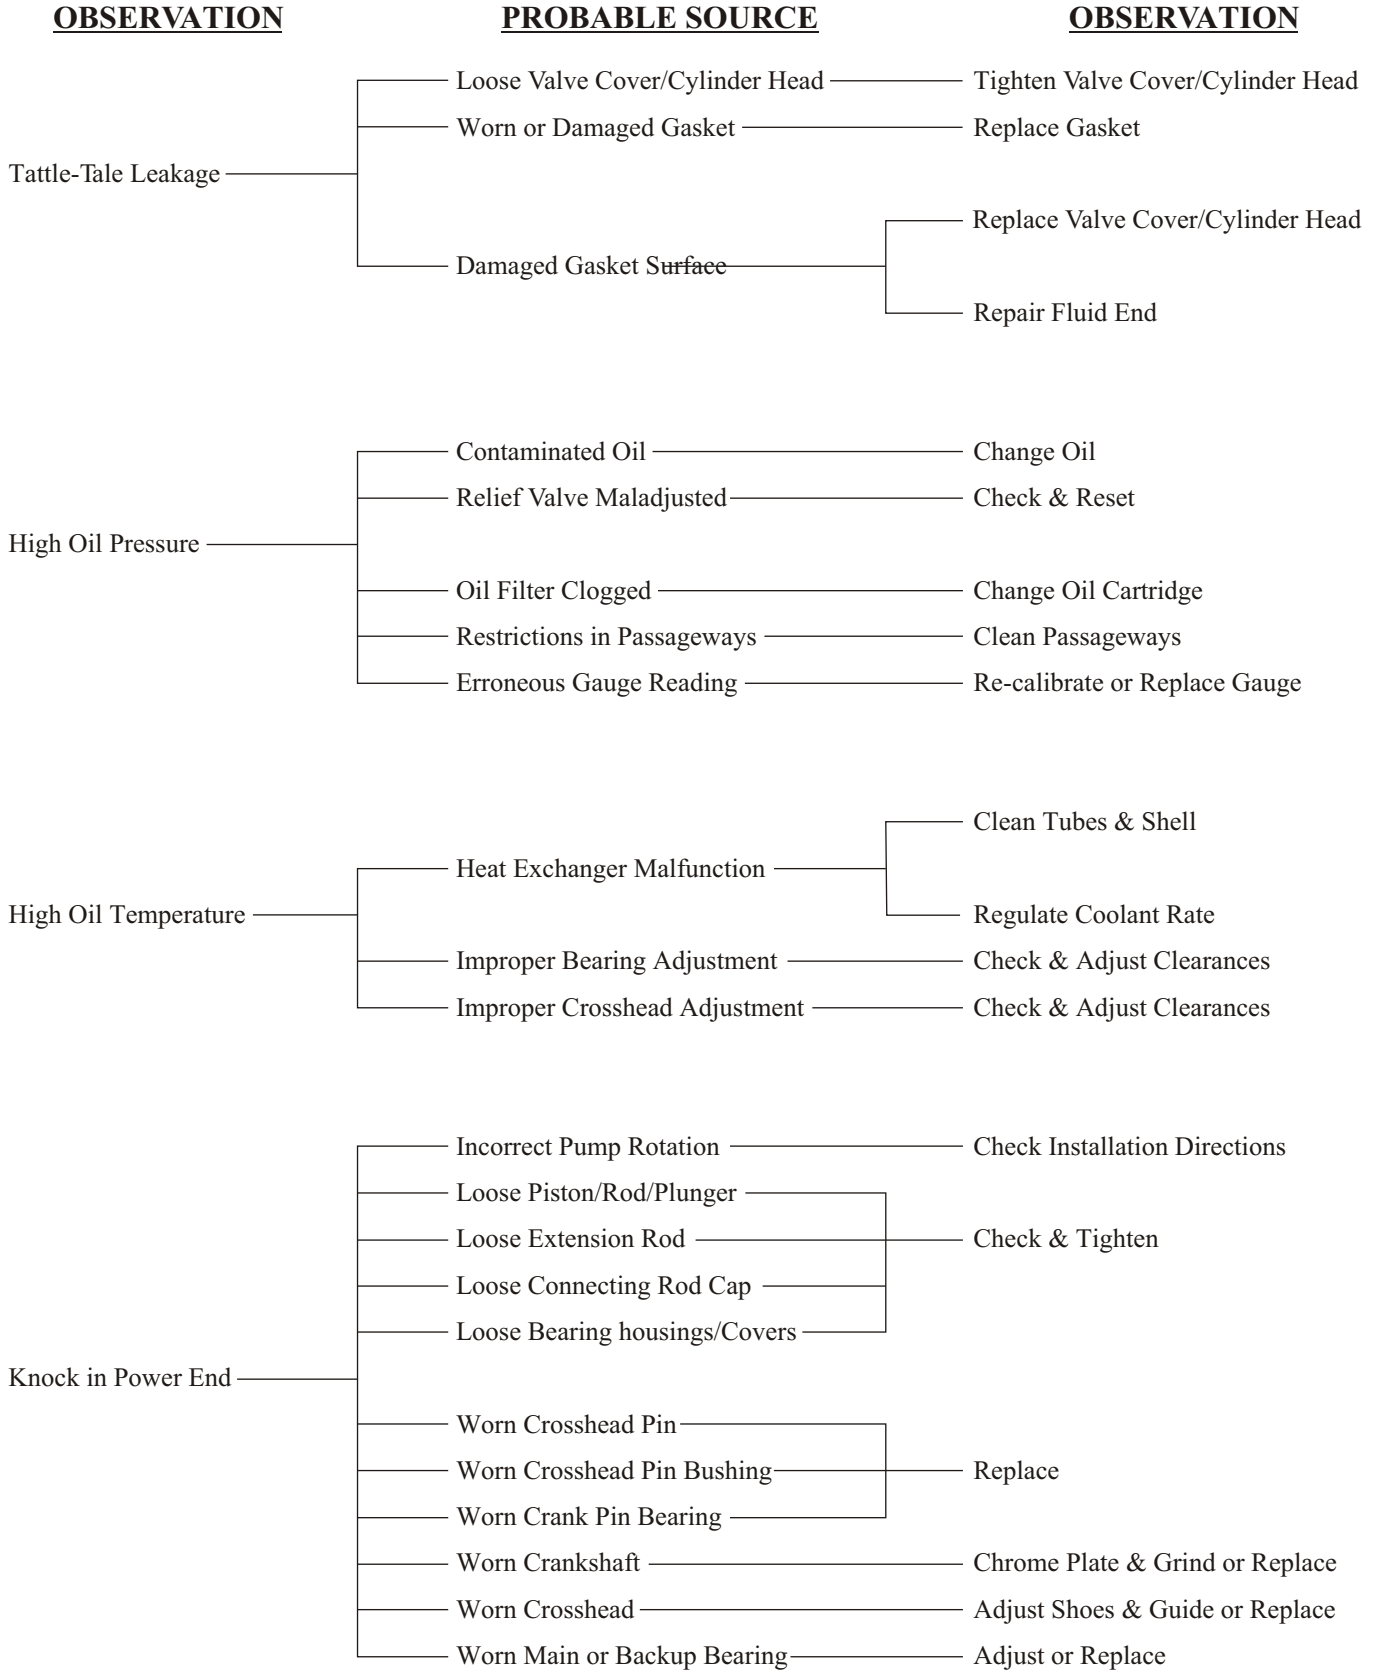 OBSERVATION PROBABLE SOURCE OBSERVATION
Loose Valve Cover/Cylinder Head Tighten Valve Cover/Cylinder Head
Worn or Damaged Gasket Replace Gasket
Tattle-Tale Leakage
Replace Valve Cover/Cylinder Head
Damaged Gasket Surface
Repair Fluid End
Contaminated Oil Change Oil
Relief Valve Maladjusted Check & Reset
High Oil Pressure
Oil Filter Clogged Change Oil Cartridge
Restrictions in Passageways Clean Passageways
Erroneous Gauge Reading Re-calibrate or Replace Gauge
Clean Tubes & Shell
Heat Exchanger Malfunction
High Oil Temperature Regulate Coolant Rate
Improper Bearing Adjustment Check & Adjust Clearances
Improper Crosshead Adjustment Check & Adjust Clearances
Incorrect Pump Rotation Check Installation Directions
Loose Piston/Rod/Plunger
Loose Extension Rod Check & Tighten
Loose Connecting Rod Cap
Loose Bearing housings/Covers
Knock in Power End
Worn Crosshead Pin
Worn Crosshead Pin Bushing Replace
Worn Crank Pin Bearing
Worn Crankshaft Chrome Plate & Grind or Replace
Worn Crosshead Adjust Shoes & Guide or Replace
Worn Main or Backup Bearing Adjust or Replace